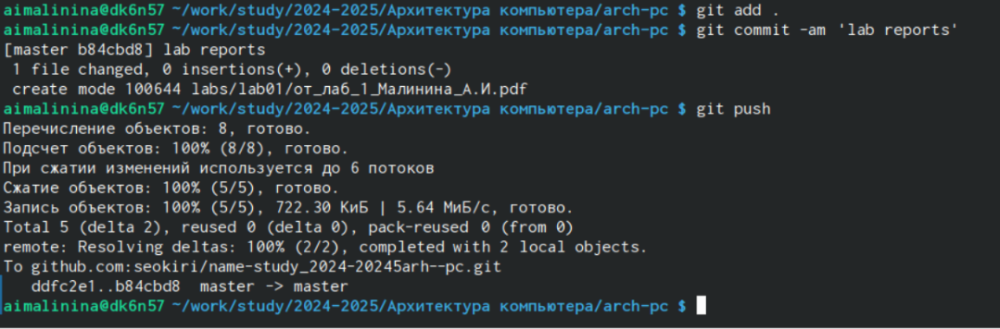 aimalinina@dk6n57 ~/work/study/2024-2025/Архитектура компьютера/arch-pc $ git add .
aimalinina@dk6n57 ~/work/study/2024-2025/Архитектура компьютера/arch-pc $ git commit -am 'lab reports'
[master b84cbd8] lab reports
 1 file changed, 0 insertions(+), 0 deletions(-)
 create mode 100644 labs/lab01/от_лаб_1_Малинина_А.И.pdf
aimalinina@dk6n57 ~/work/study/2024-2025/Архитектура компьютера/arch-pc $ git push
Перечисление объектов: 8, готово.
Подсчет объектов: 100% (8/8), готово.
При сжатии изменений используется до 6 потоков
Сжатие объектов: 100% (5/5), готово.
Запись объектов: 100% (5/5), 722.30 КиБ | 5.64 МиБ/с, готово.
Total 5 (delta 2), reused 0 (delta 0), pack-reused 0 (from 0)
remote: Resolving deltas: 100% (2/2), completed with 2 local objects.
To github.com:seokiri/name-study_2024-20245arh--pc.git
   ddfc2e1..b84cbd8  master -> master
aimalinina@dk6n57 ~/work/study/2024-2025/Архитектура компьютера/arch-pc $